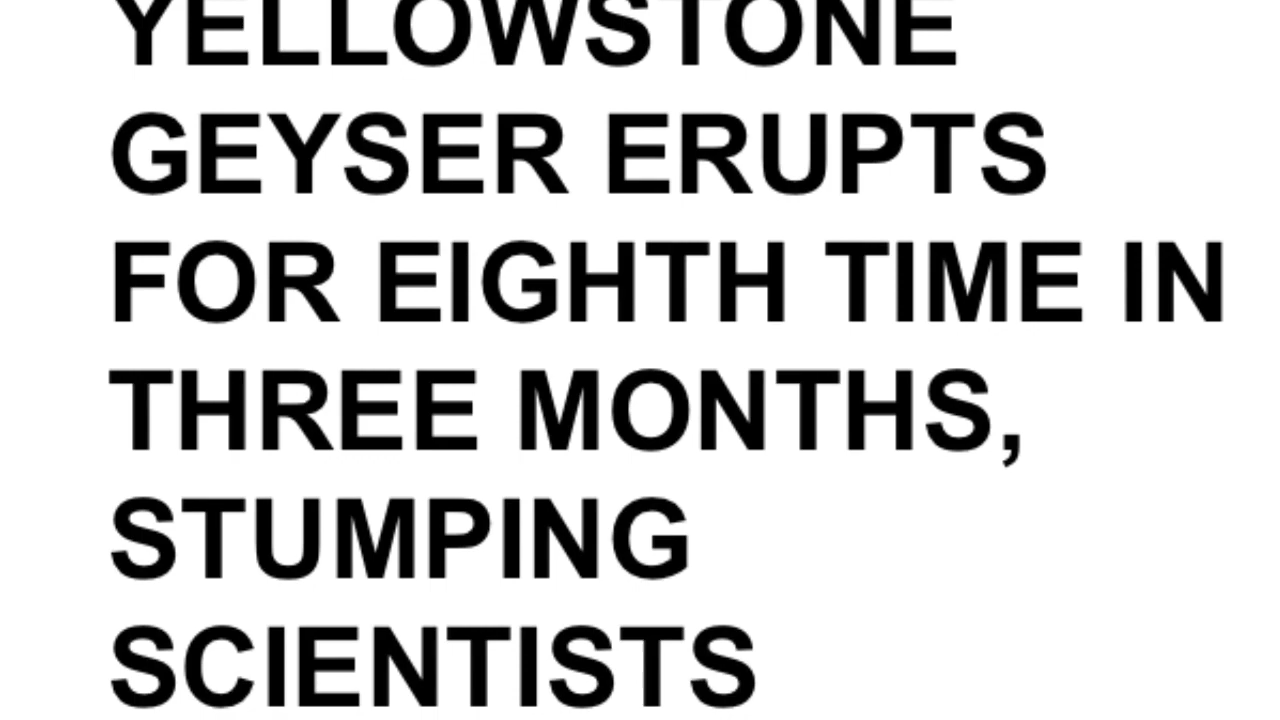 YELLOWSTONE
GEYSER ERUPTS
FOR EIGHTH TIME IN
THREE MONTHS,
STUMPING
SCIENTISTS